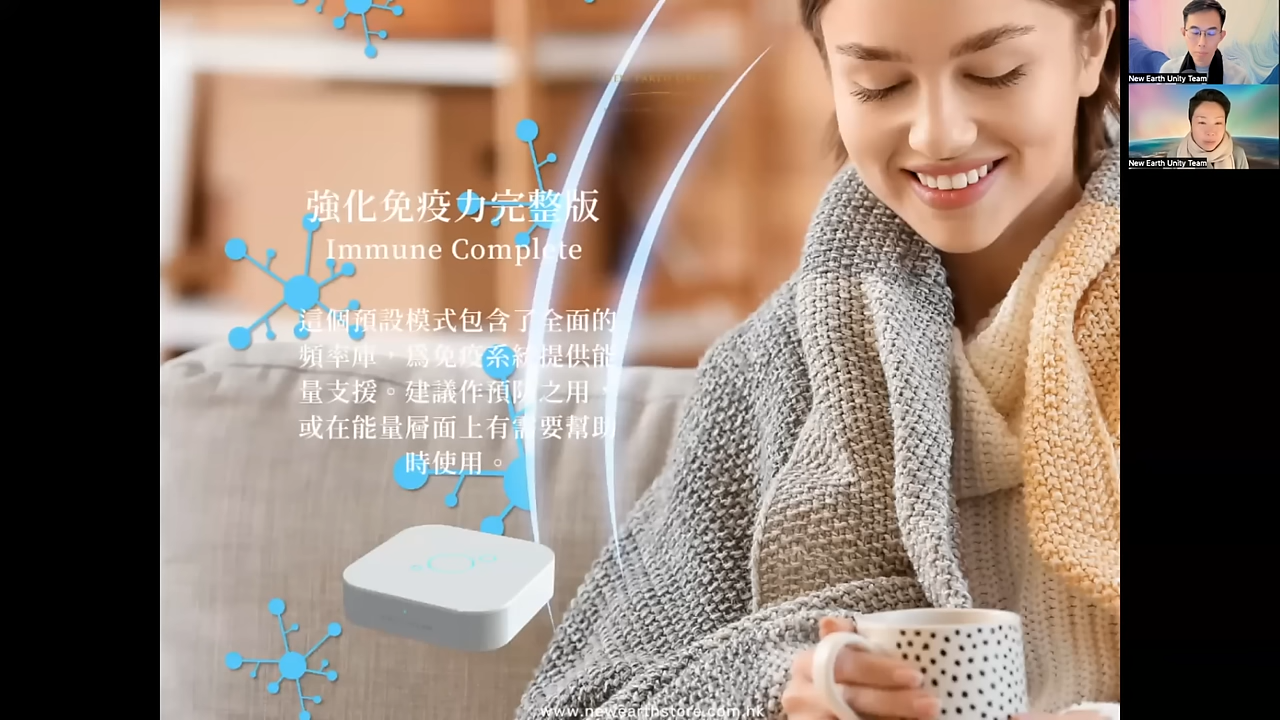 強化免疫力完整版
Immune Complete
這個預設模式包含了全面的
頻率庫，為免疫系統提供能
量支援。建議作預防之用，
或在能量層面上有需要幫助
時使用。
www.newearthstore.com.hk
New Earth Unity Team
New Earth Unity Team